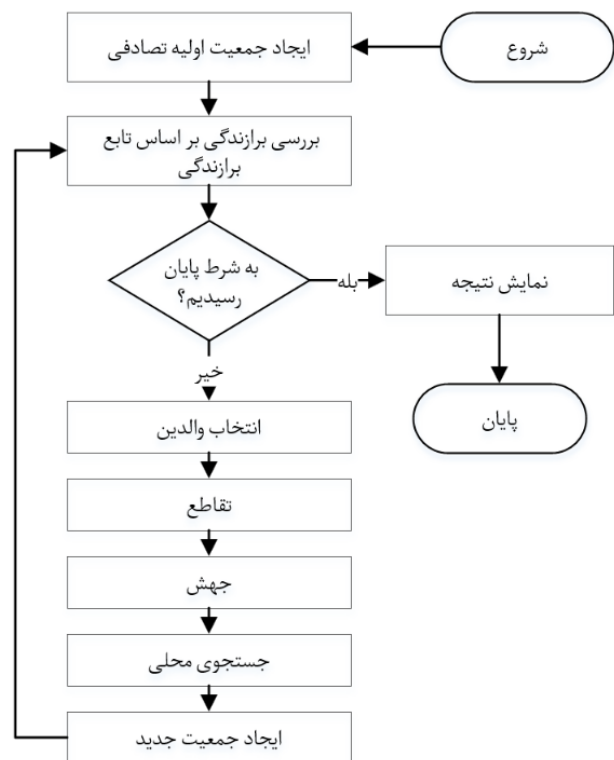 شروع
ایجاد جمعیت اولیه تصادفی
بررسی برازندگی بر اساس تابع
برازندگی
به شرط پایان
رسیدیم؟
بله
نمایش نتیجه
پایان
خیر
انتخاب والدین
تقاطع
جهش
جستجوی محلی
ایجاد جمعیت جدید